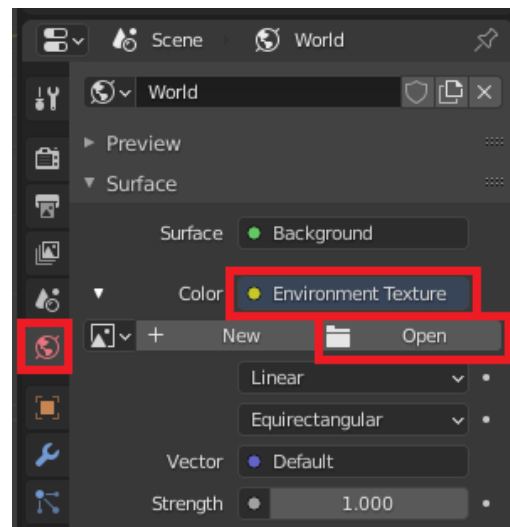 Scene World
World
Preview
Surface
Surface Background
Color Environment Texture
New Open
Linear
Equirectangular
Vector Default
Strength 1.000